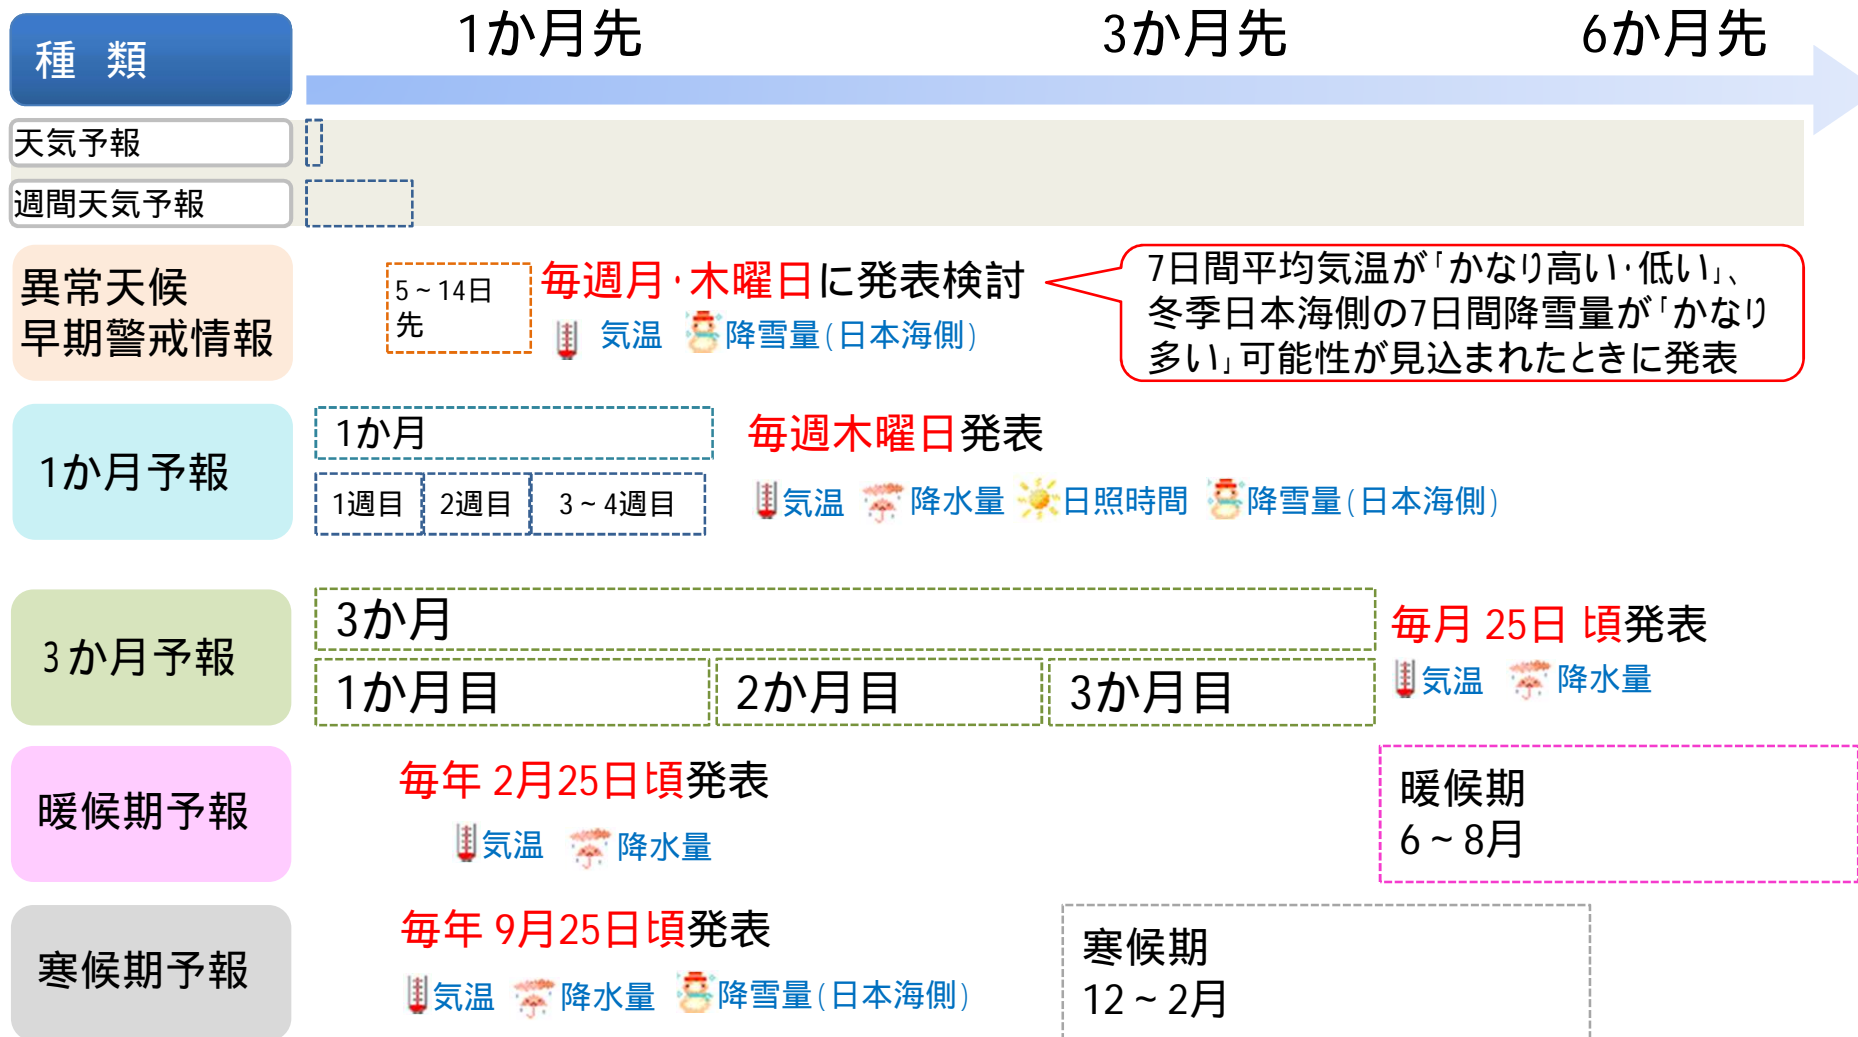 種 類
1か月先
3か月先
6か月先
天気予報
週間天気予報
異常天候
早期警戒情報
5～14日
先
毎週月・木曜日に発表検討
気温 降雪量(日本海側)
7日間平均気温が「かなり高い・低い」、
冬季日本海側の7日間降雪量が「かなり
多い」可能性が見込まれたときに発表
1か月予報
1か月
1週目
2週目
3～4週目
毎週木曜日発表
気温 降水量 日照時間 降雪量(日本海側)
3か月予報
3か月
1か月目
2か月目
3か月目
毎月 25日 頃発表
気温 降水量
暖候期予報
毎年 2月25日頃発表
気温 降水量
暖候期
6～8月
寒候期予報
毎年 9月25日頃発表
気温 降水量 降雪量(日本海側)
寒候期
12～2月